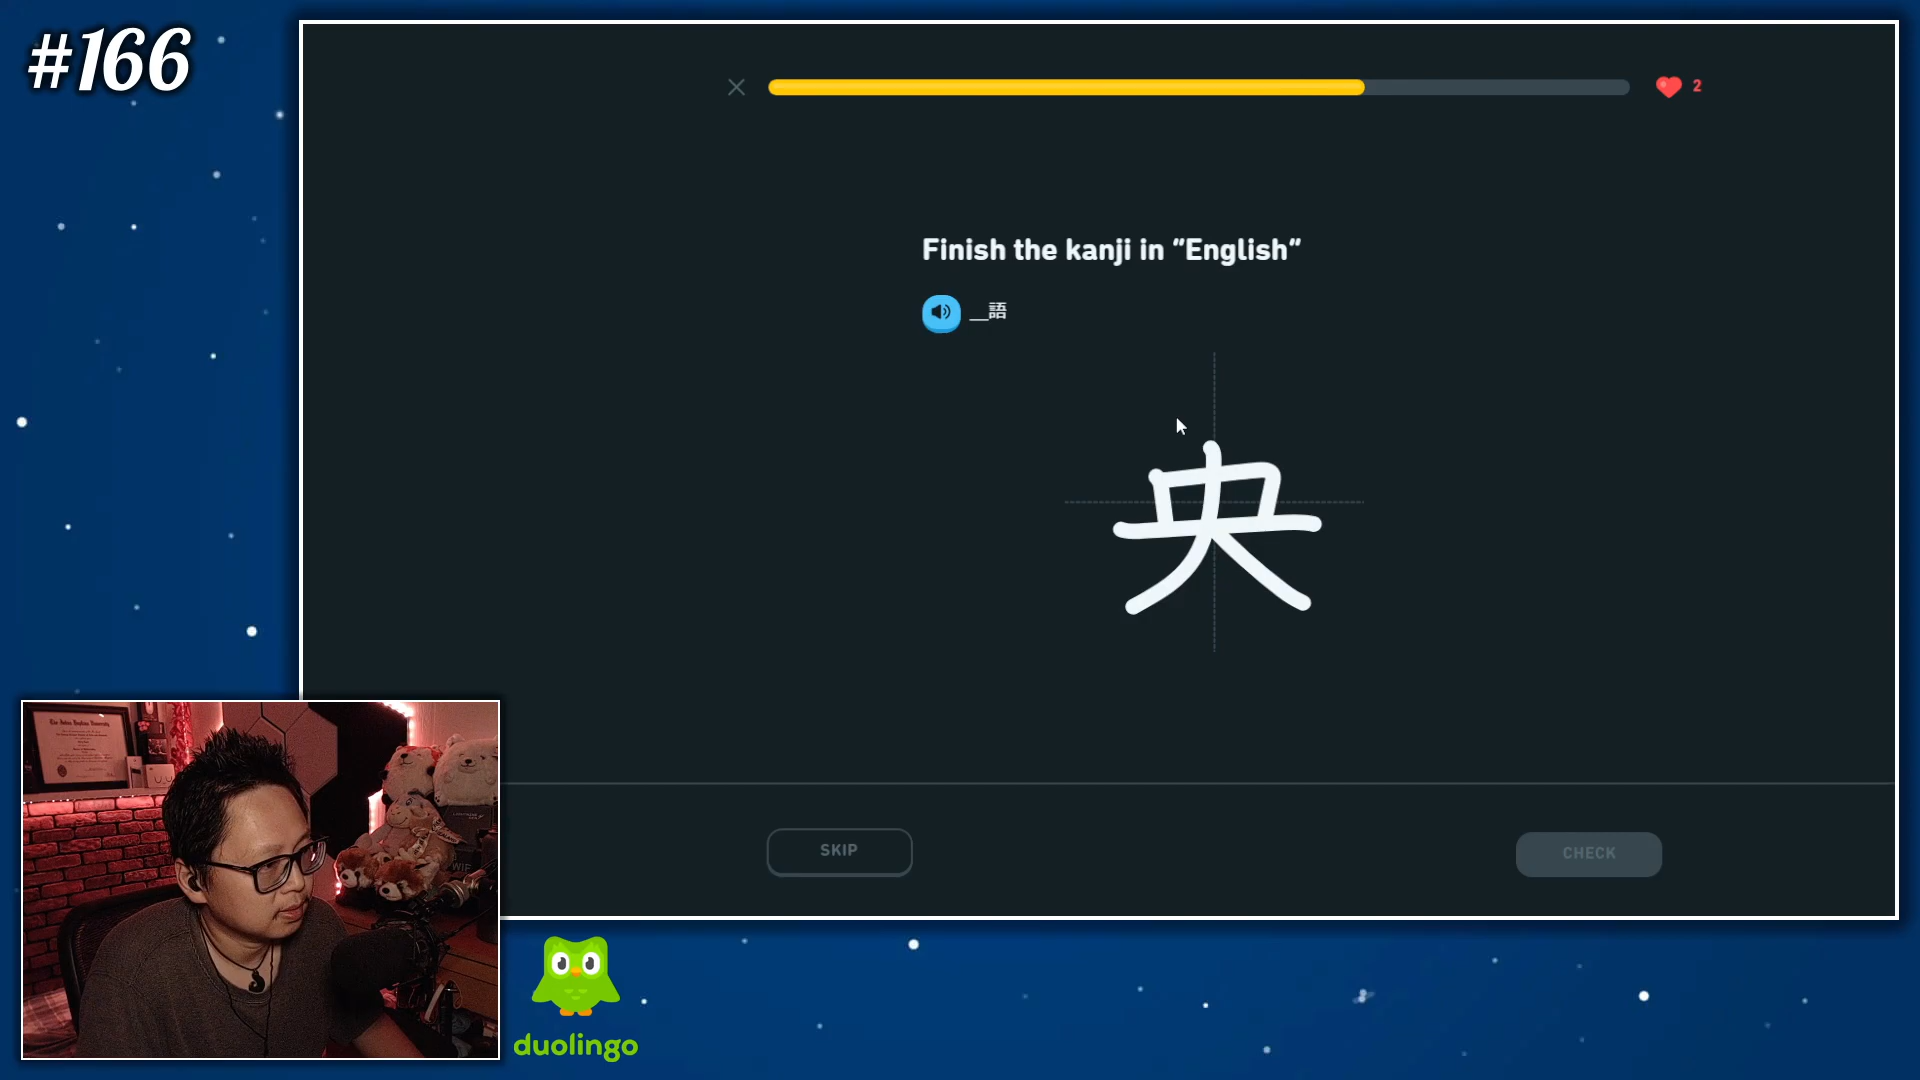 #166
2
Finish the kanji in "English"
__語
央
SKIP
CHECK
duolingo